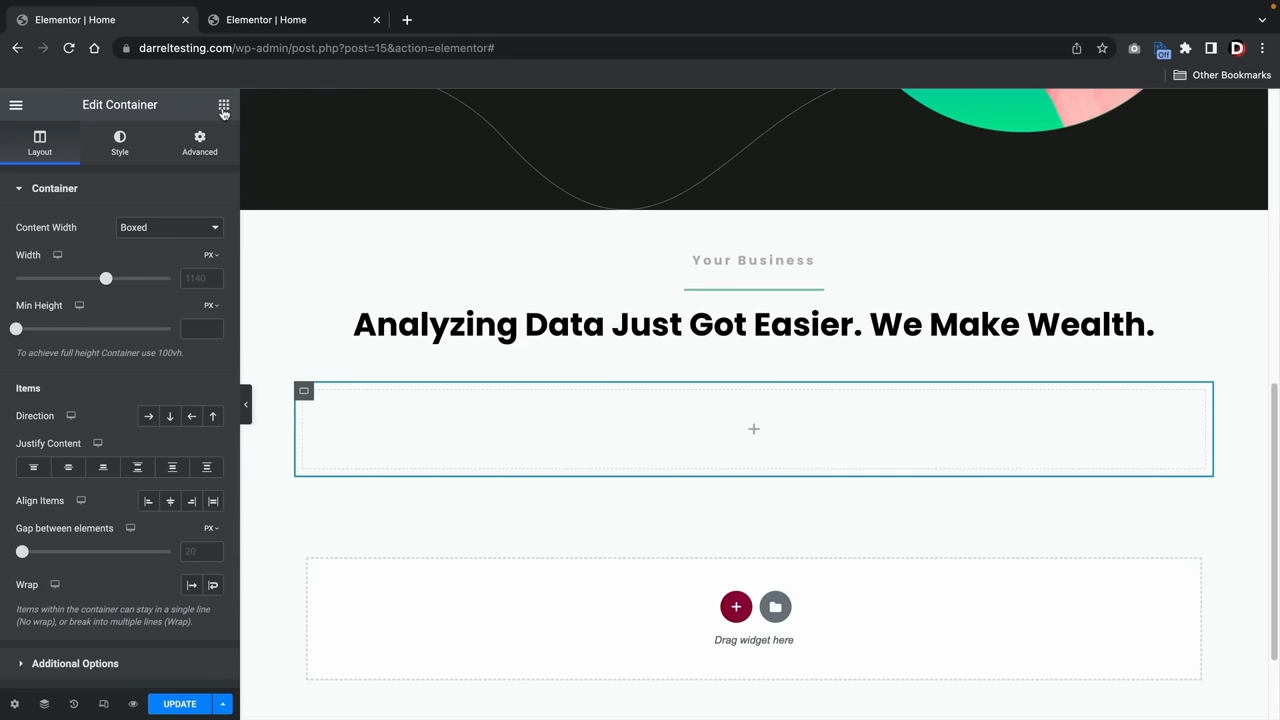 Elementor | Home
Elementor | Home
darreltesting.com/wp-admin/post.php?post=15&action=elementor#
Off
D
Other Bookmarks
Edit Container
Layout
Style
Advanced
Container
Content Width
Boxed
Width
PX
1140
Min Height
PX
To achieve full height Container use 100vh.
Items
Direction
Justify Content
Align Items
Gap between elements
PX
20
Wrap
Items within the container can stay in a single line
(No wrap), or break into multiple lines (Wrap).
Additional Options
UPDATE
Your Business
Analyzing Data Just Got Easier. We Make Wealth.
Drag widget here